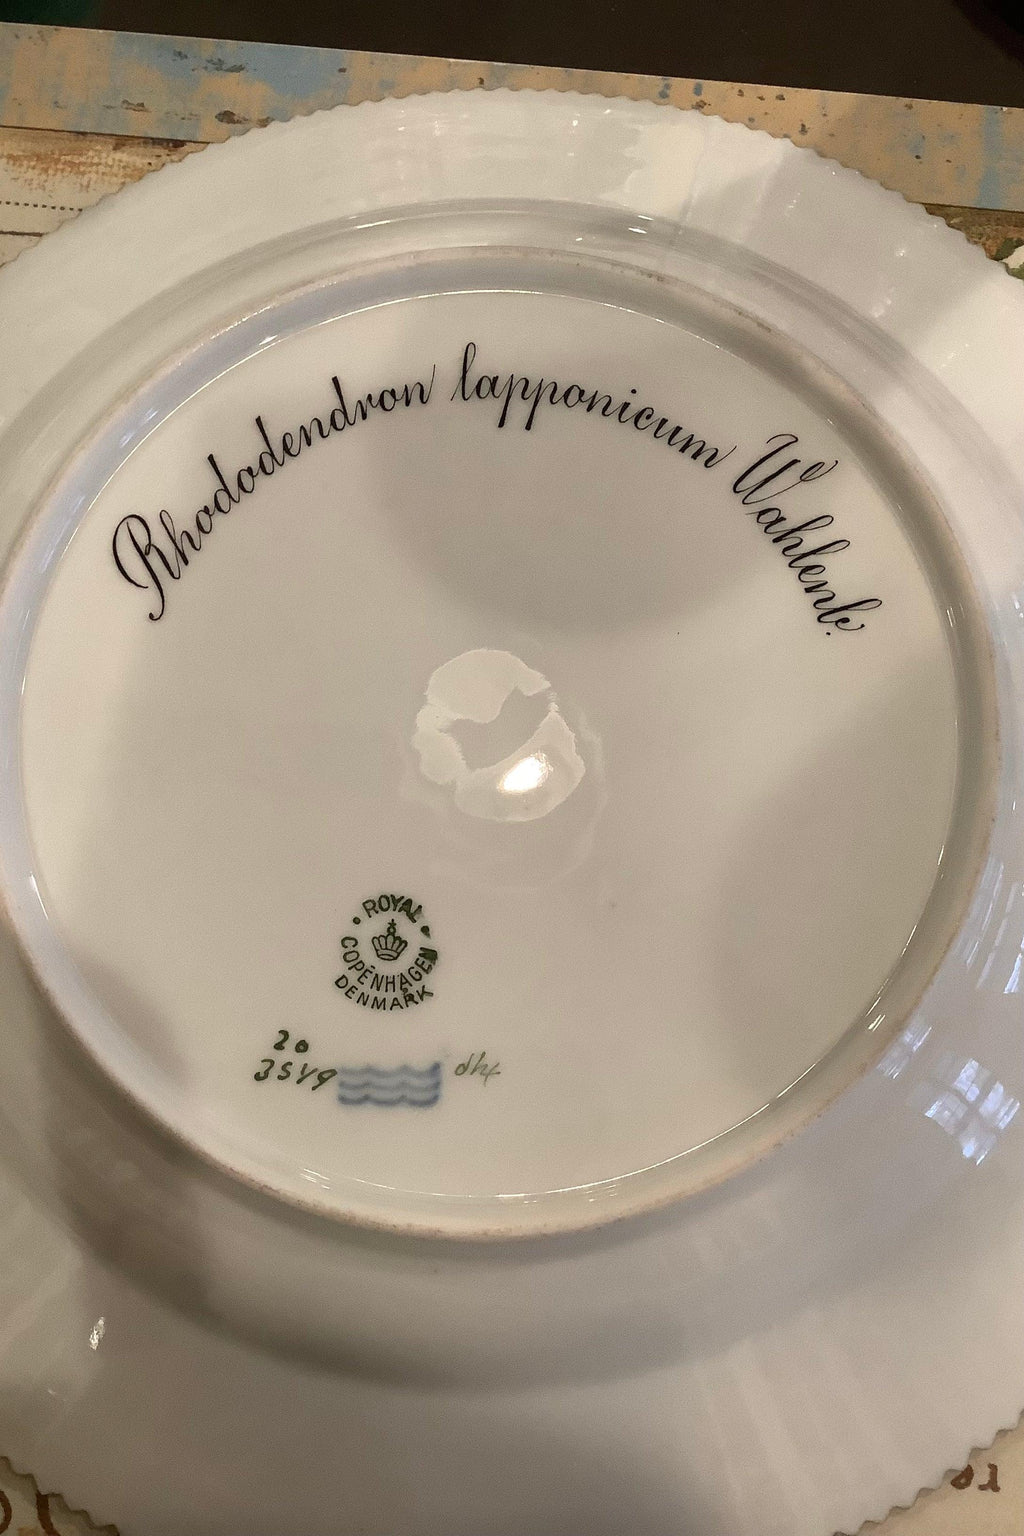 Rhododendron lapponicum Wahlenb.
ROYAL
COPENHAGEN
DENMARK
20
3549